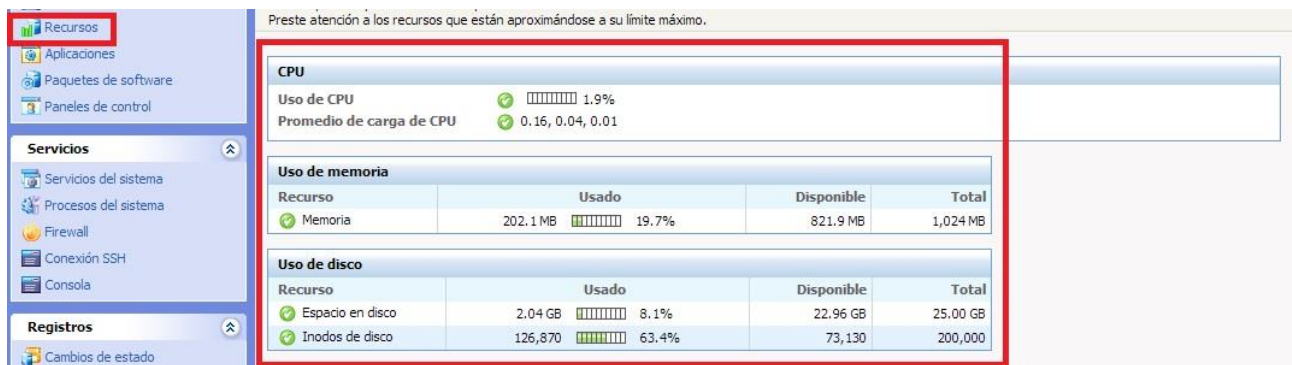 Recursos
Aplicaciones
Paquetes de software
Paneles de control
Servicios
Servicios del sistema
Procesos del sistema
Firewall
Conexión SSH
Consola
Registros
Cambios de estado
Preste atención a los recursos que están aproximándose a su límite máximo.
CPU
Uso de CPU 1.9%
Promedio de carga de CPU 0.16, 0.04, 0.01
Uso de memoria
Recurso Usado Disponible Total
Memoria 202.1 MB 19.7% 821.9 MB 1,024 MB
Uso de disco
Recurso Usado Disponible Total
Espacio en disco 2.04 GB 8.1% 22.96 GB 25.00 GB
Inodos de disco 126,870 63.4% 73,130 200,000